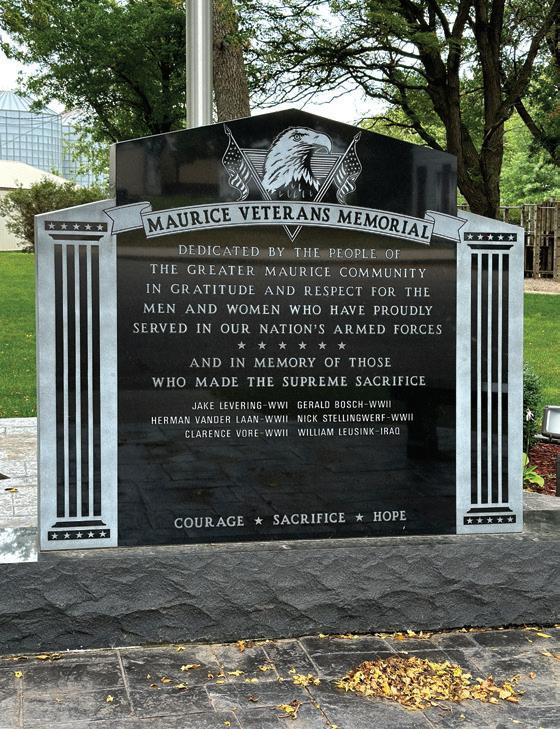 MAURICE VETERANS MEMORIAL
DEDICATED BY THE PEOPLE OF
THE GREATER MAURICE COMMUNITY
IN GRATITUDE AND RESPECT FOR THE
MEN AND WOMEN WHO HAVE PROUDLY
SERVED IN OUR NATION'S ARMED FORCES
★ ★ ★ ★ ★ ★
AND IN MEMORY OF THOSE
WHO MADE THE SUPREME SACRIFICE
JAKE LEVERING-WWI GERALD BOSCH-WWII
HERMAN VANDER LAAN-WWII NICK STELLINGWERF-WWII
CLARENCE VORE-WWII WILLIAM LEUSINK-IRAQ
COURAGE ★ SACRIFICE ★ HOPE